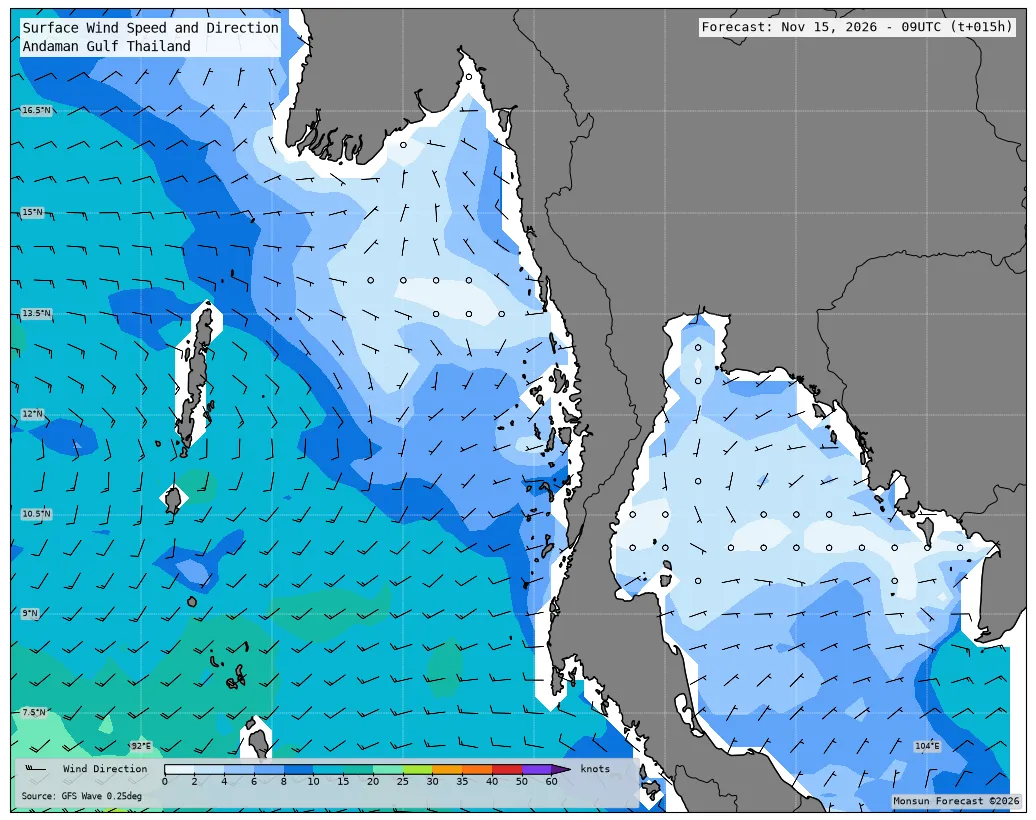 Surface Wind Speed and Direction
Andaman Gulf Thailand
Forecast: Nov 15, 2026 - 09UTC (t+015h)
16.5°N
15°N
13.5°N
12°N
10.5°N
9°N
7.5°N
92°E
104°E
Wind Direction
0 2 4 6 8 10 15 20 25 30 35 40 50 60 knots
Source: GFS Wave 0.25deg
Monsun Forecast ©2026